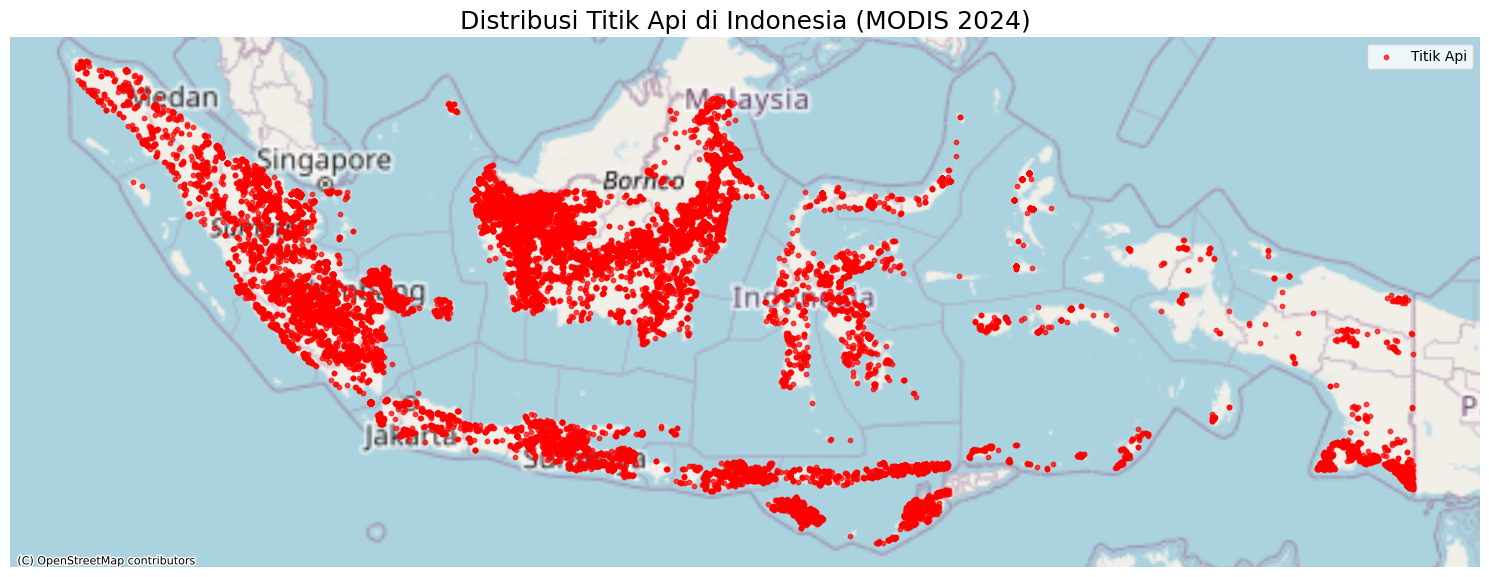 Distribusi Titik Api di Indonesia (MODIS 2024)
Titik Api
Medan
Malaysia
Singapore
Borneo
Indonesia
Jakarta
(C) OpenStreetMap contributors